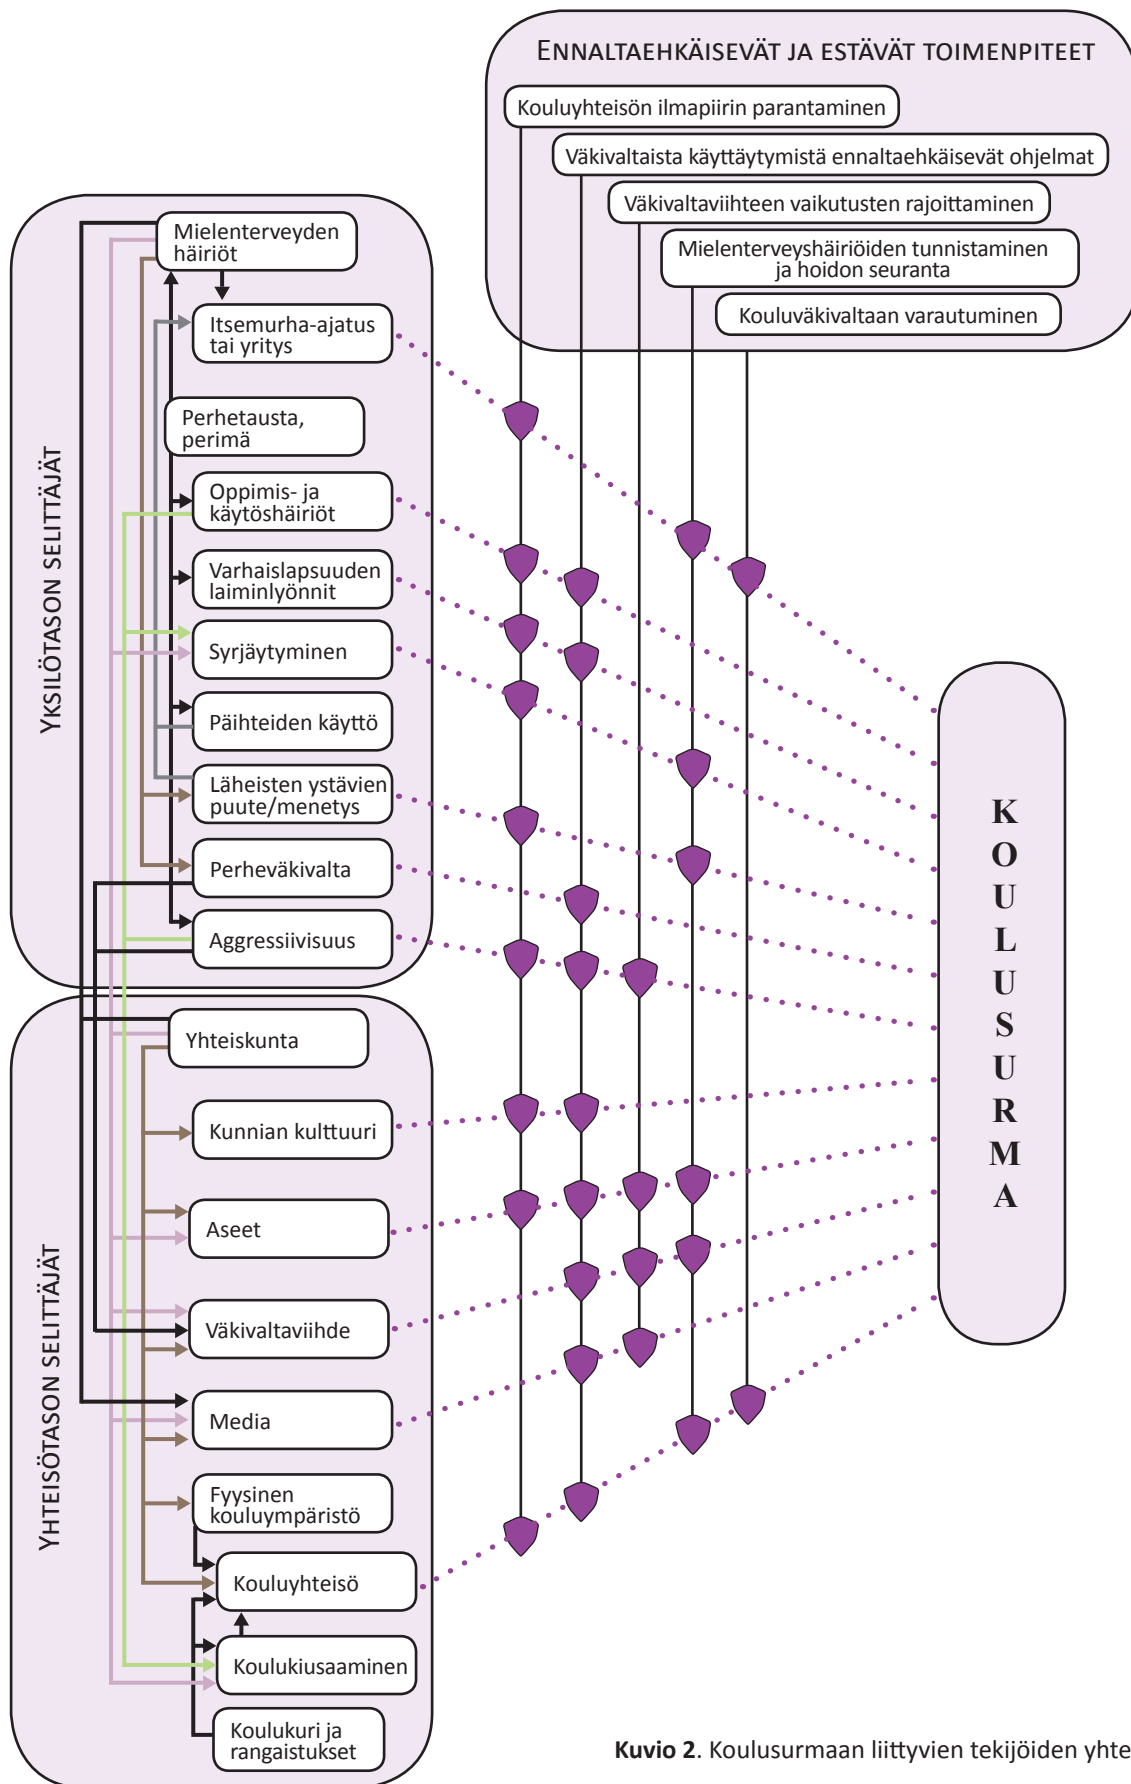 ENNALTAEHKÄISEVÄT JA ESTÄVÄT TOIMENPITEET
Kouluyhteisön ilmapiirin parantaminen
Väkivaltaista käyttäytymistä ennaltaehkäisevät ohjelmat
Väkivaltaviihteen vaikutusten rajoittaminen
Mielenterveyshäiriöiden tunnistaminen
ja hoidon seuranta
Kouluväkivaltaan varautuminen
YKSILÖTASON SELITTÄJÄT
Mielenterveyden
häiriöt
Itsemurha-ajatus
tai yritys
Perhetausta,
perimä
Oppimis- ja
käytöshäiriöt
Varhaislapsuuden
laiminlyönnit
Syrjäytyminen
Päihteiden käyttö
Läheisten ystävien
puute/menetys
Perheväkivalta
Aggressiivisuus
YHTEISÖTASON SELITTÄJÄT
Yhteiskunta
Kunnian kulttuuri
Aseet
Väkivaltaviihde
Media
Fyysinen
kouluympäristö
Kouluyhteisö
Koulukiusaaminen
Koulukuri ja
rangaistukset
KOULUSURMA
Kuvio 2. Koulusurmaan liittyvien tekijöiden yhte